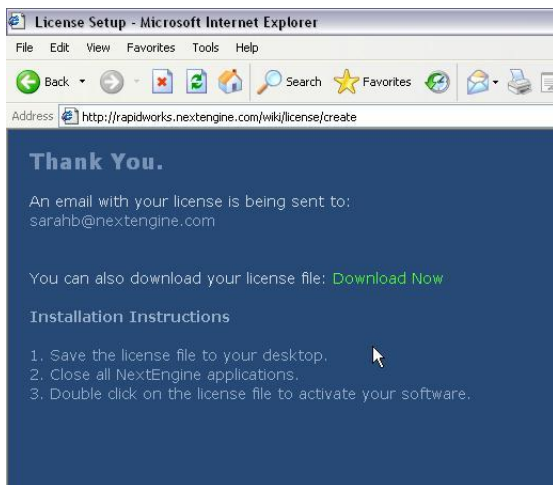 License Setup - Microsoft Internet Explorer
File Edit View Favorites Tools Help
Back Search Favorites
Address http://rapidworks.nextengine.com/wiki/license/create
Thank You.
An email with your license is being sent to:
sarahb@nextengine.com
You can also download your license file: Download Now
Installation Instructions
1. Save the license file to your desktop.
2. Close all NextEngine applications.
3. Double click on the license file to activate your software.